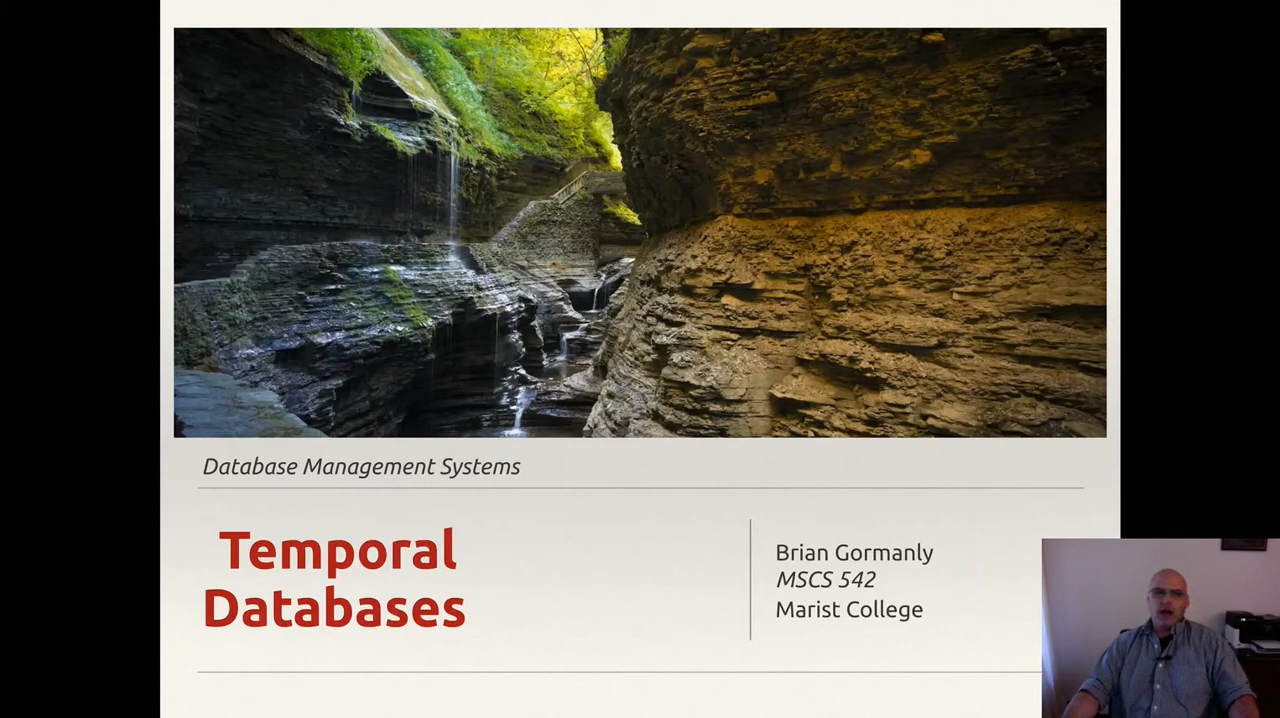 Database Management Systems
Temporal
Databases
Brian Gormanly
MSCS 542
Marist College